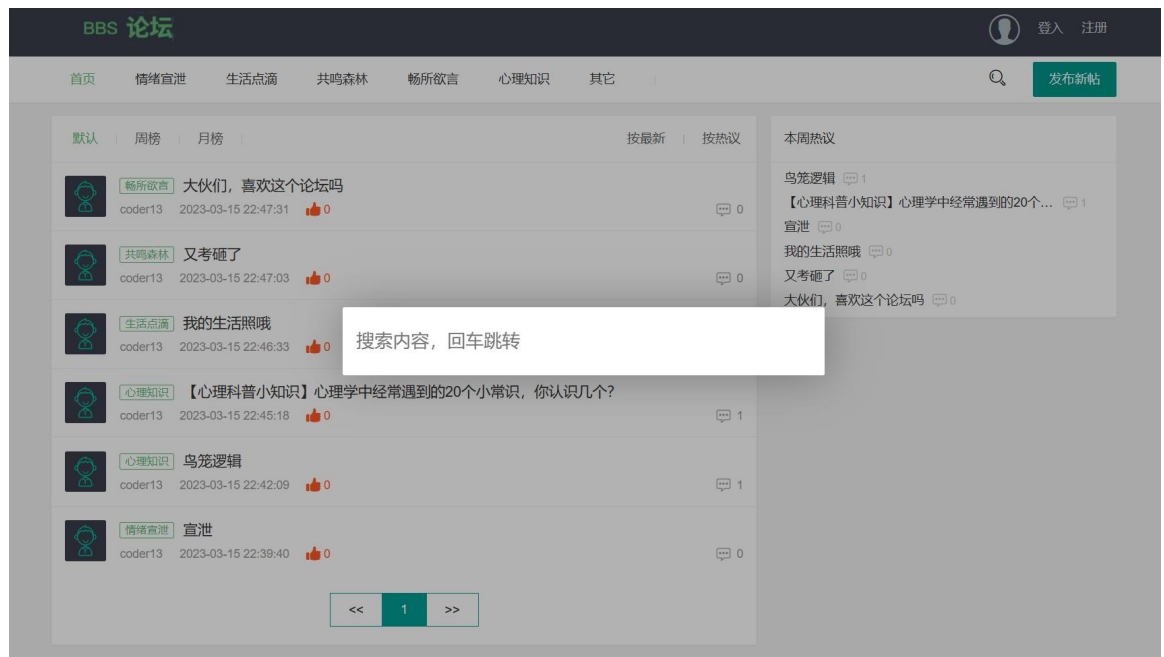 BBS 论坛 登入 注册
首页 情绪宣泄 生活点滴 共鸣森林 畅所欲言 心理知识 其它 发布新帖
默认 周榜 月榜 按最新 按热议
畅所欲言 大伙们，喜欢这个论坛吗
coder13 2023-03-15 22:47:31 0 0
共鸣森林 又考砸了
coder13 2023-03-15 22:47:03 0 0
生活点滴 我的生活照哦
coder13 2023-03-15 22:46:33 0
搜索内容，回车跳转
心理知识 【心理科普小知识】心理学中经常遇到的20个小常识，你认识几个？
coder13 2023-03-15 22:45:18 0 1
心理知识 鸟笼逻辑
coder13 2023-03-15 22:42:09 0 1
情绪宣泄 宣泄
coder13 2023-03-15 22:39:40 0 0
<< 1 >>
本周热议
鸟笼逻辑 1
【心理科普小知识】心理学中经常遇到的20个... 1
宣泄 0
我的生活照哦 0
又考砸了 0
大伙们，喜欢这个论坛吗 0